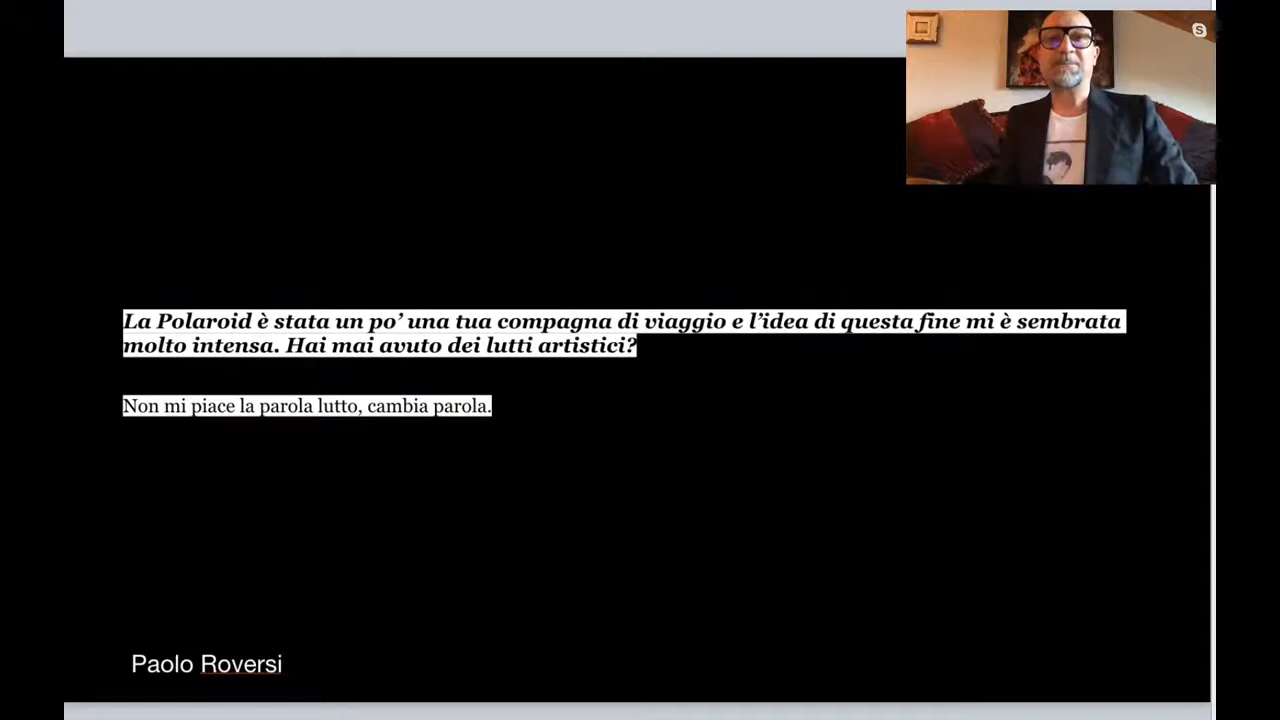 La Polaroid è stata un po’ una tua compagna di viaggio e l’idea di questa fine mi è sembrata
molto intensa. Hai mai avuto dei lutti artistici?
Non mi piace la parola lutto, cambia parola.
Paolo Roversi